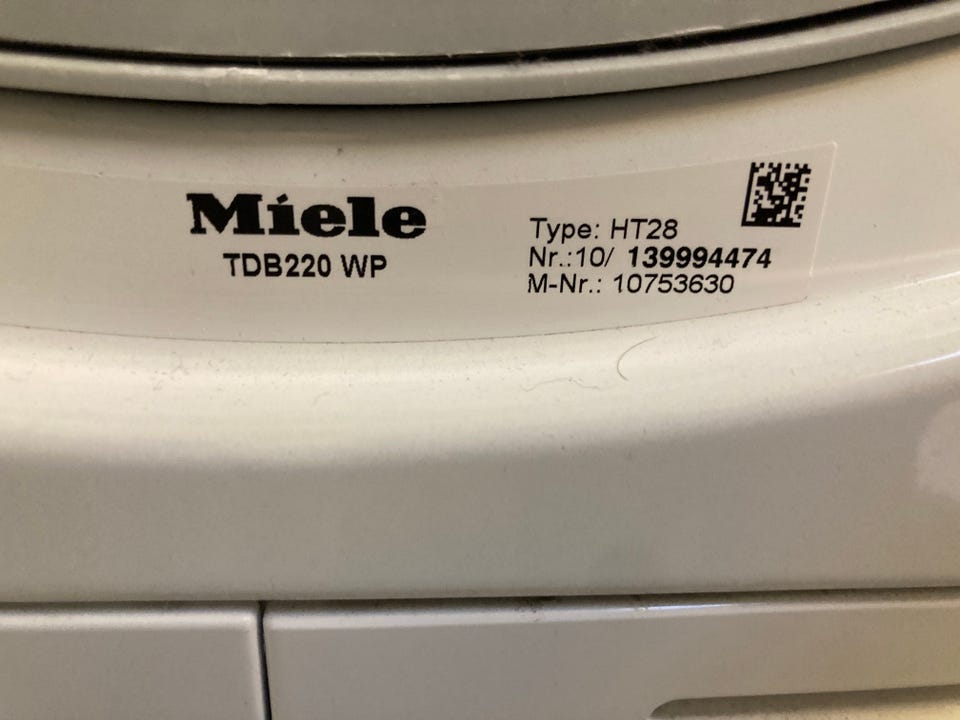 Miele
TDB220 WP
Type: HT28
Nr.:10/ 139994474
M-Nr.: 10753630